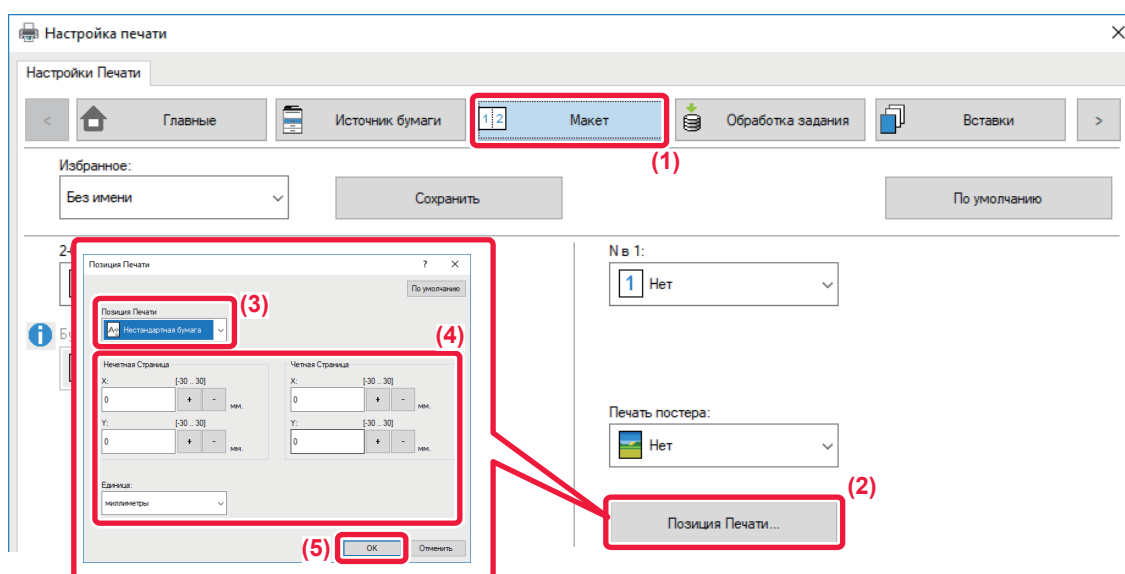 Настройка печати
Настройки Печати
< Главные Источник бумаги 1 2 Макет Обработка задания Вставки >
(1)
Избранное:
Без имени Сохранить По умолчанию
2-
Позиция Печати ? ×
По умолчанию
Позиция Печати
Нестандартная бумага
(3)
(4)
Нечетная Страница Четная Страница
X: [-30 .. 30] X: [-30 .. 30]
0 + - мм. 0 + - мм.
Y: [-30 .. 30] Y: [-30 .. 30]
0 + - мм. 0 + - мм.
Единица:
миллиметры
(5) OK Отменить
N в 1:
1 Нет
Печать постера:
Нет
(2)
Позиция Печати...